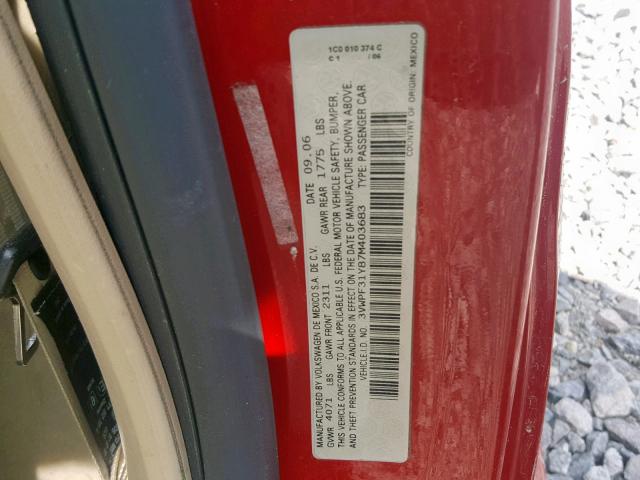 1C0 010 374 C
C 1 / 06
MANUFACTURED BY VOLKSWAGEN DE MEXICO S.A. DE C.V. DATE 09.06
GVWR 4071 LBS GAWR FRONT 2311 LBS GAWR REAR 1775 LBS
THIS VEHICLE CONFORMS TO ALL APPLICABLE U.S. FEDERAL MOTOR VEHICLE SAFETY, BUMPER,
AND THEFT PREVENTION STANDARDS IN EFFECT ON THE DATE OF MANUFACTURE SHOWN ABOVE.
VEHICLE I.D. NO. 3VWPF31Y87M403683 TYPE: PASSENGER CAR
COUNTRY OF ORIGIN: MEXICO